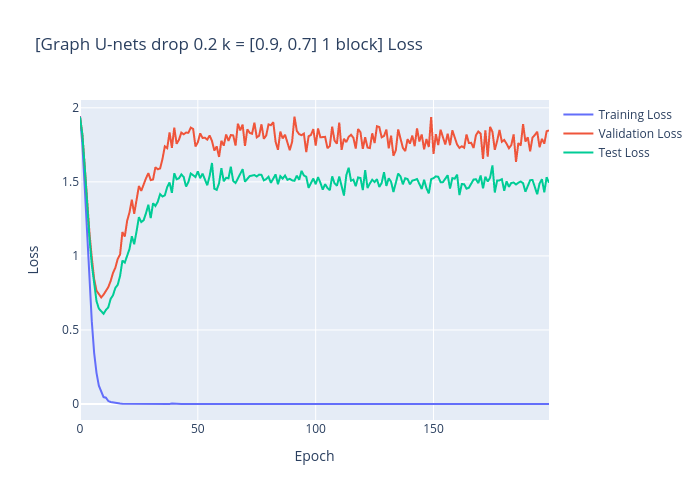 [Graph U-nets drop 0.2 k = [0.9, 0.7] 1 block] Loss
Training Loss
Validation Loss
Test Loss
2
1.5
1
0.5
0
Loss
0
50
100
150
Epoch